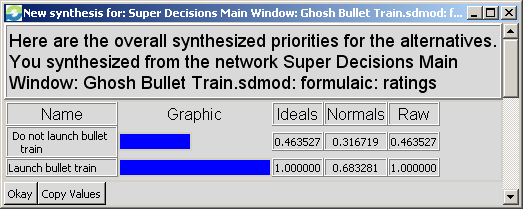 New synthesis for: Super Decisions Main Window: Ghosh Bullet Train.sdmod: f...
Here are the overall synthesized priorities for the alternatives.
You synthesized from the network Super Decisions Main
Window: Ghosh Bullet Train.sdmod: formulaic: ratings
Name Graphic Ideals Normals Raw
Do not launch bullet
train 0.463527 0.316719 0.463527
Launch bullet train 1.000000 0.683281 1.000000
Okay Copy Values